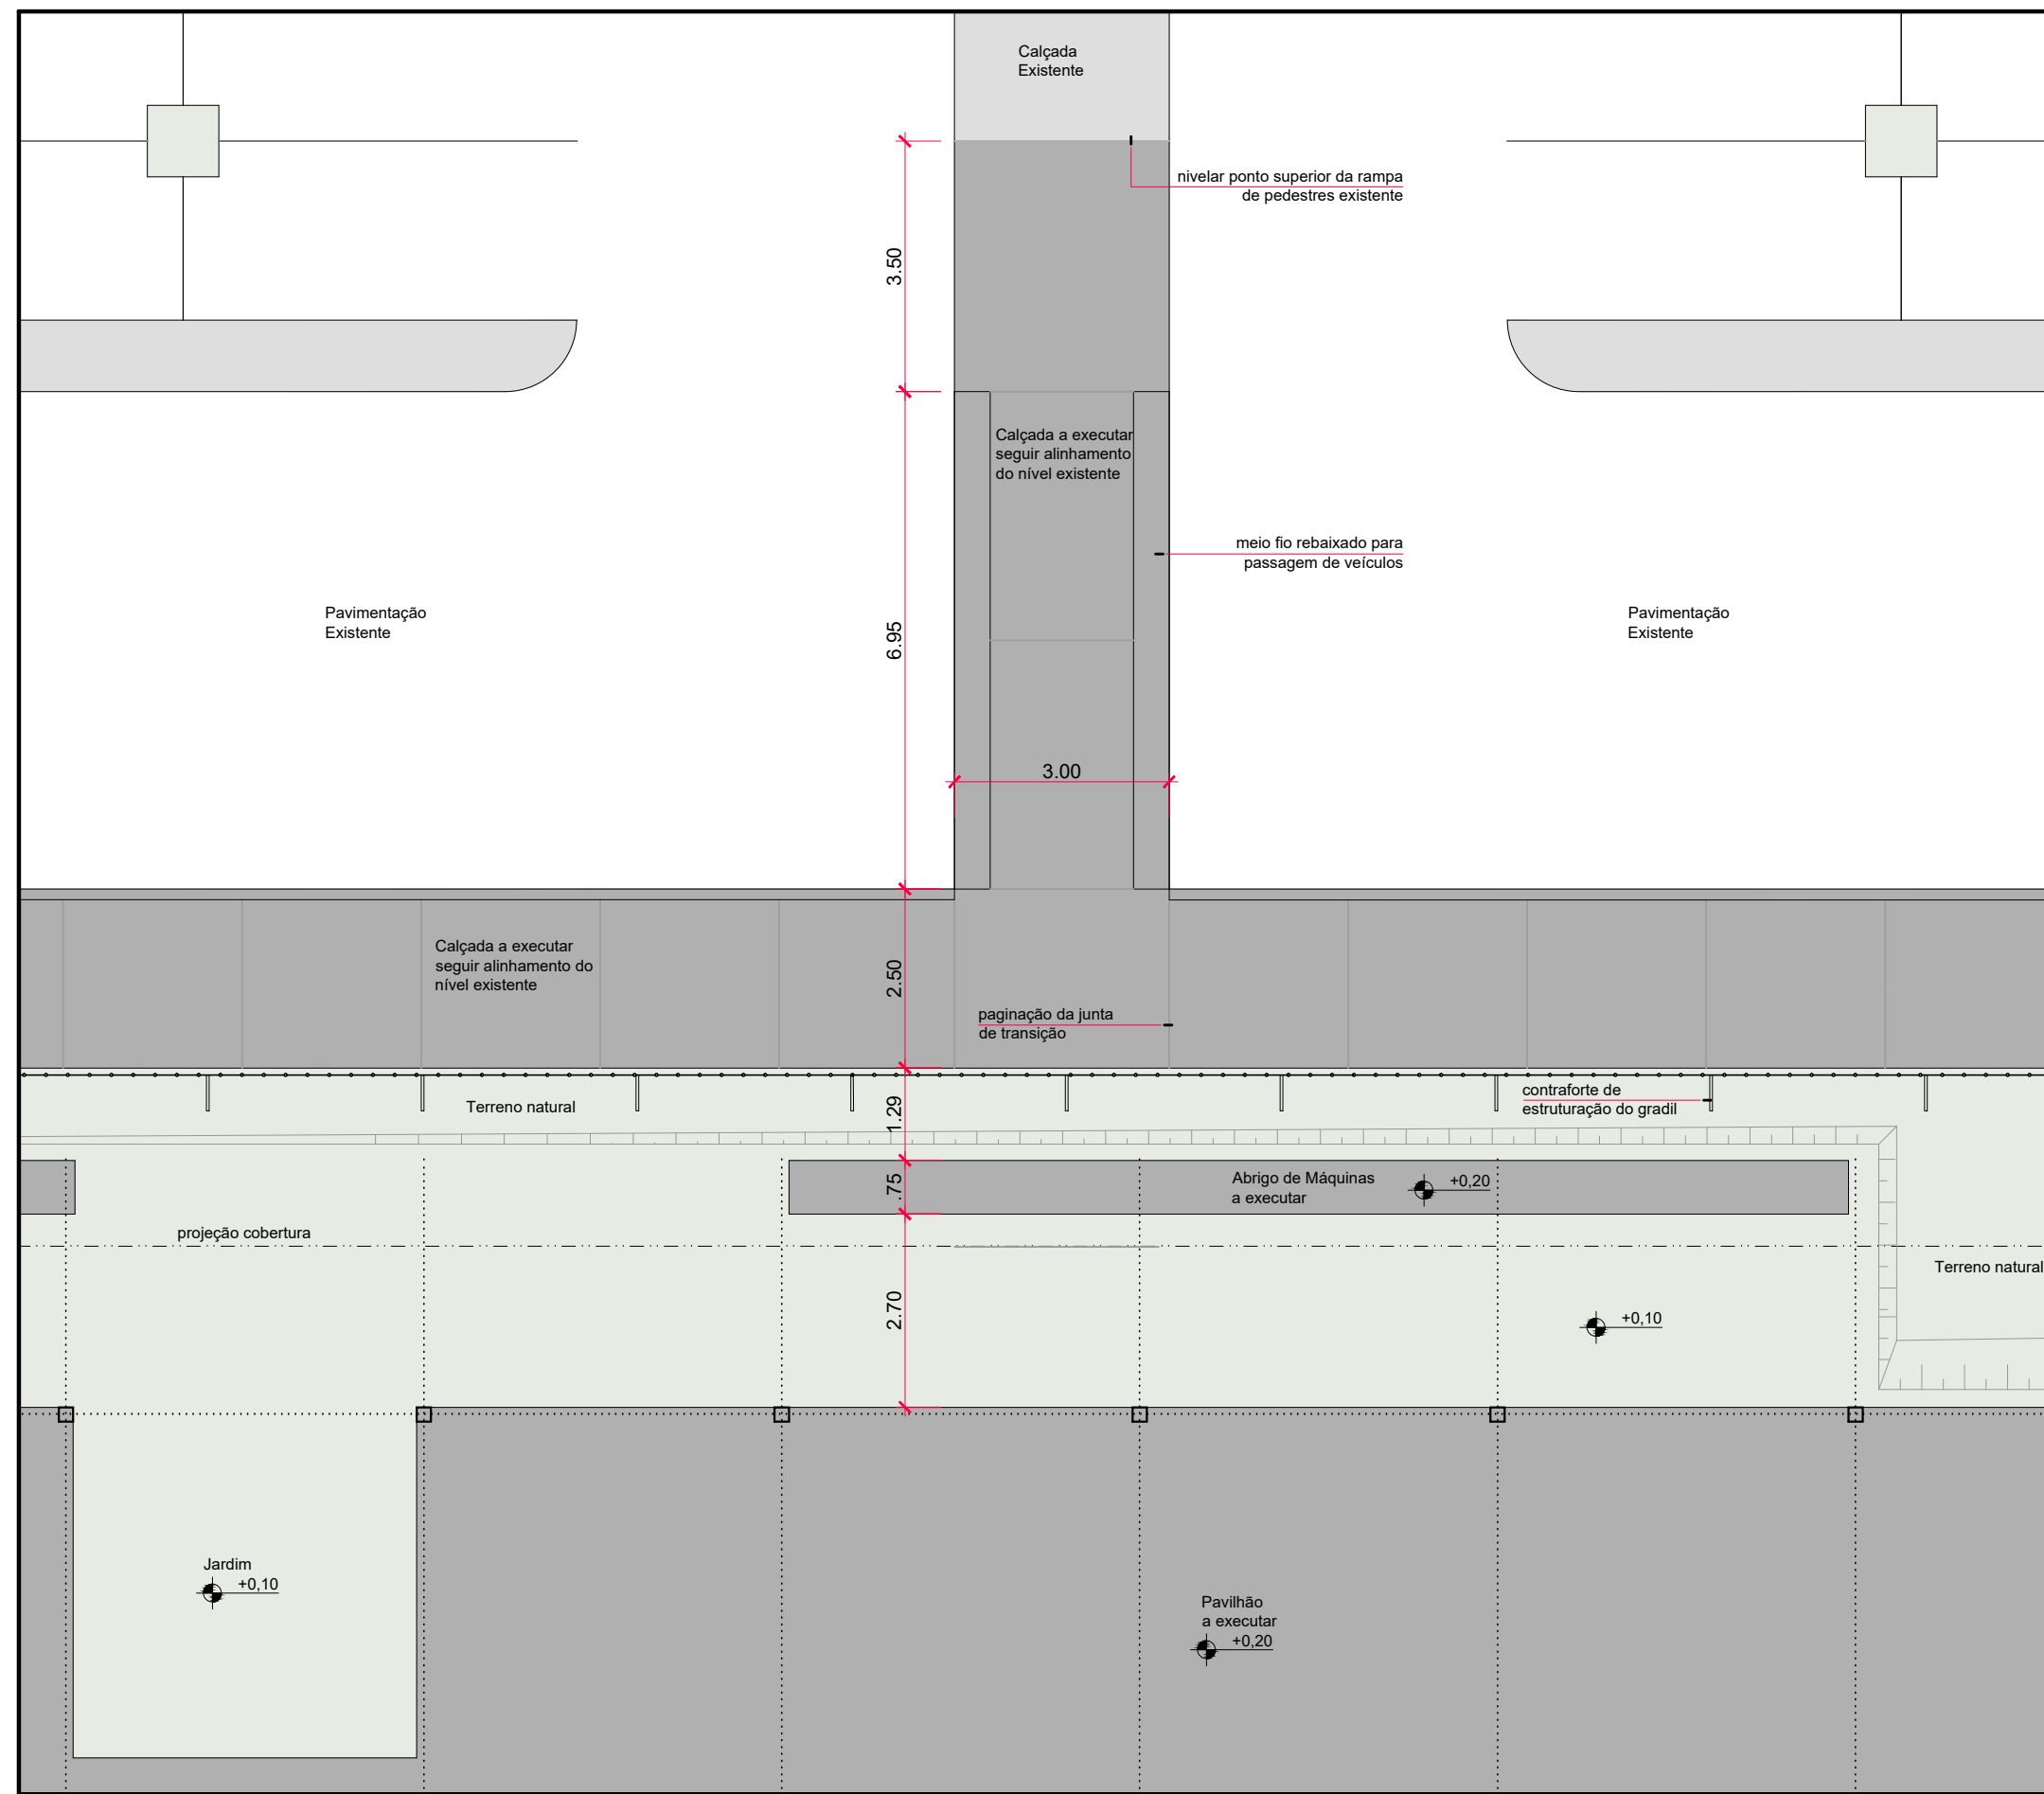 Calçada
Existente
nivelar ponto superior da rampa
de pedestres existente
3.50
Calçada a executar
seguir alinhamento
do nível existente
meio fio rebaixado para
passagem de veículos
Pavimentação
Existente
6.95
Pavimentação
Existente
3.00
Calçada a executar
seguir alinhamento do
nível existente
2.50
paginação da junta
de transição
Terreno natural
1.29
contraforte de
estruturação do gradil
.75
Abrigo de Máquinas
a executar
+0,20
projeção cobertura
Terreno natural
2.70
+0,10
Jardim
+0,10
Pavilhão
a executar
+0,20